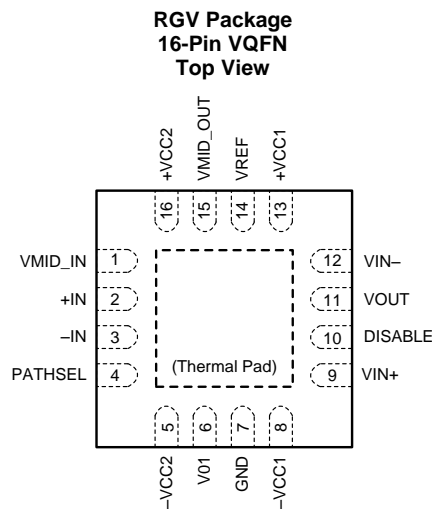 RGV Package
16-Pin VQFN
Top View
+VCC2
VMID_OUT
VREF
+VCC1
16
15
14
13
VMID_IN 1
12 VIN–
+IN 2
11 VOUT
–IN 3
10 DISABLE
PATHSEL 4
(Thermal Pad)
9 VIN+
5
6
7
8
–VCC2
V01
GND
–VCC1